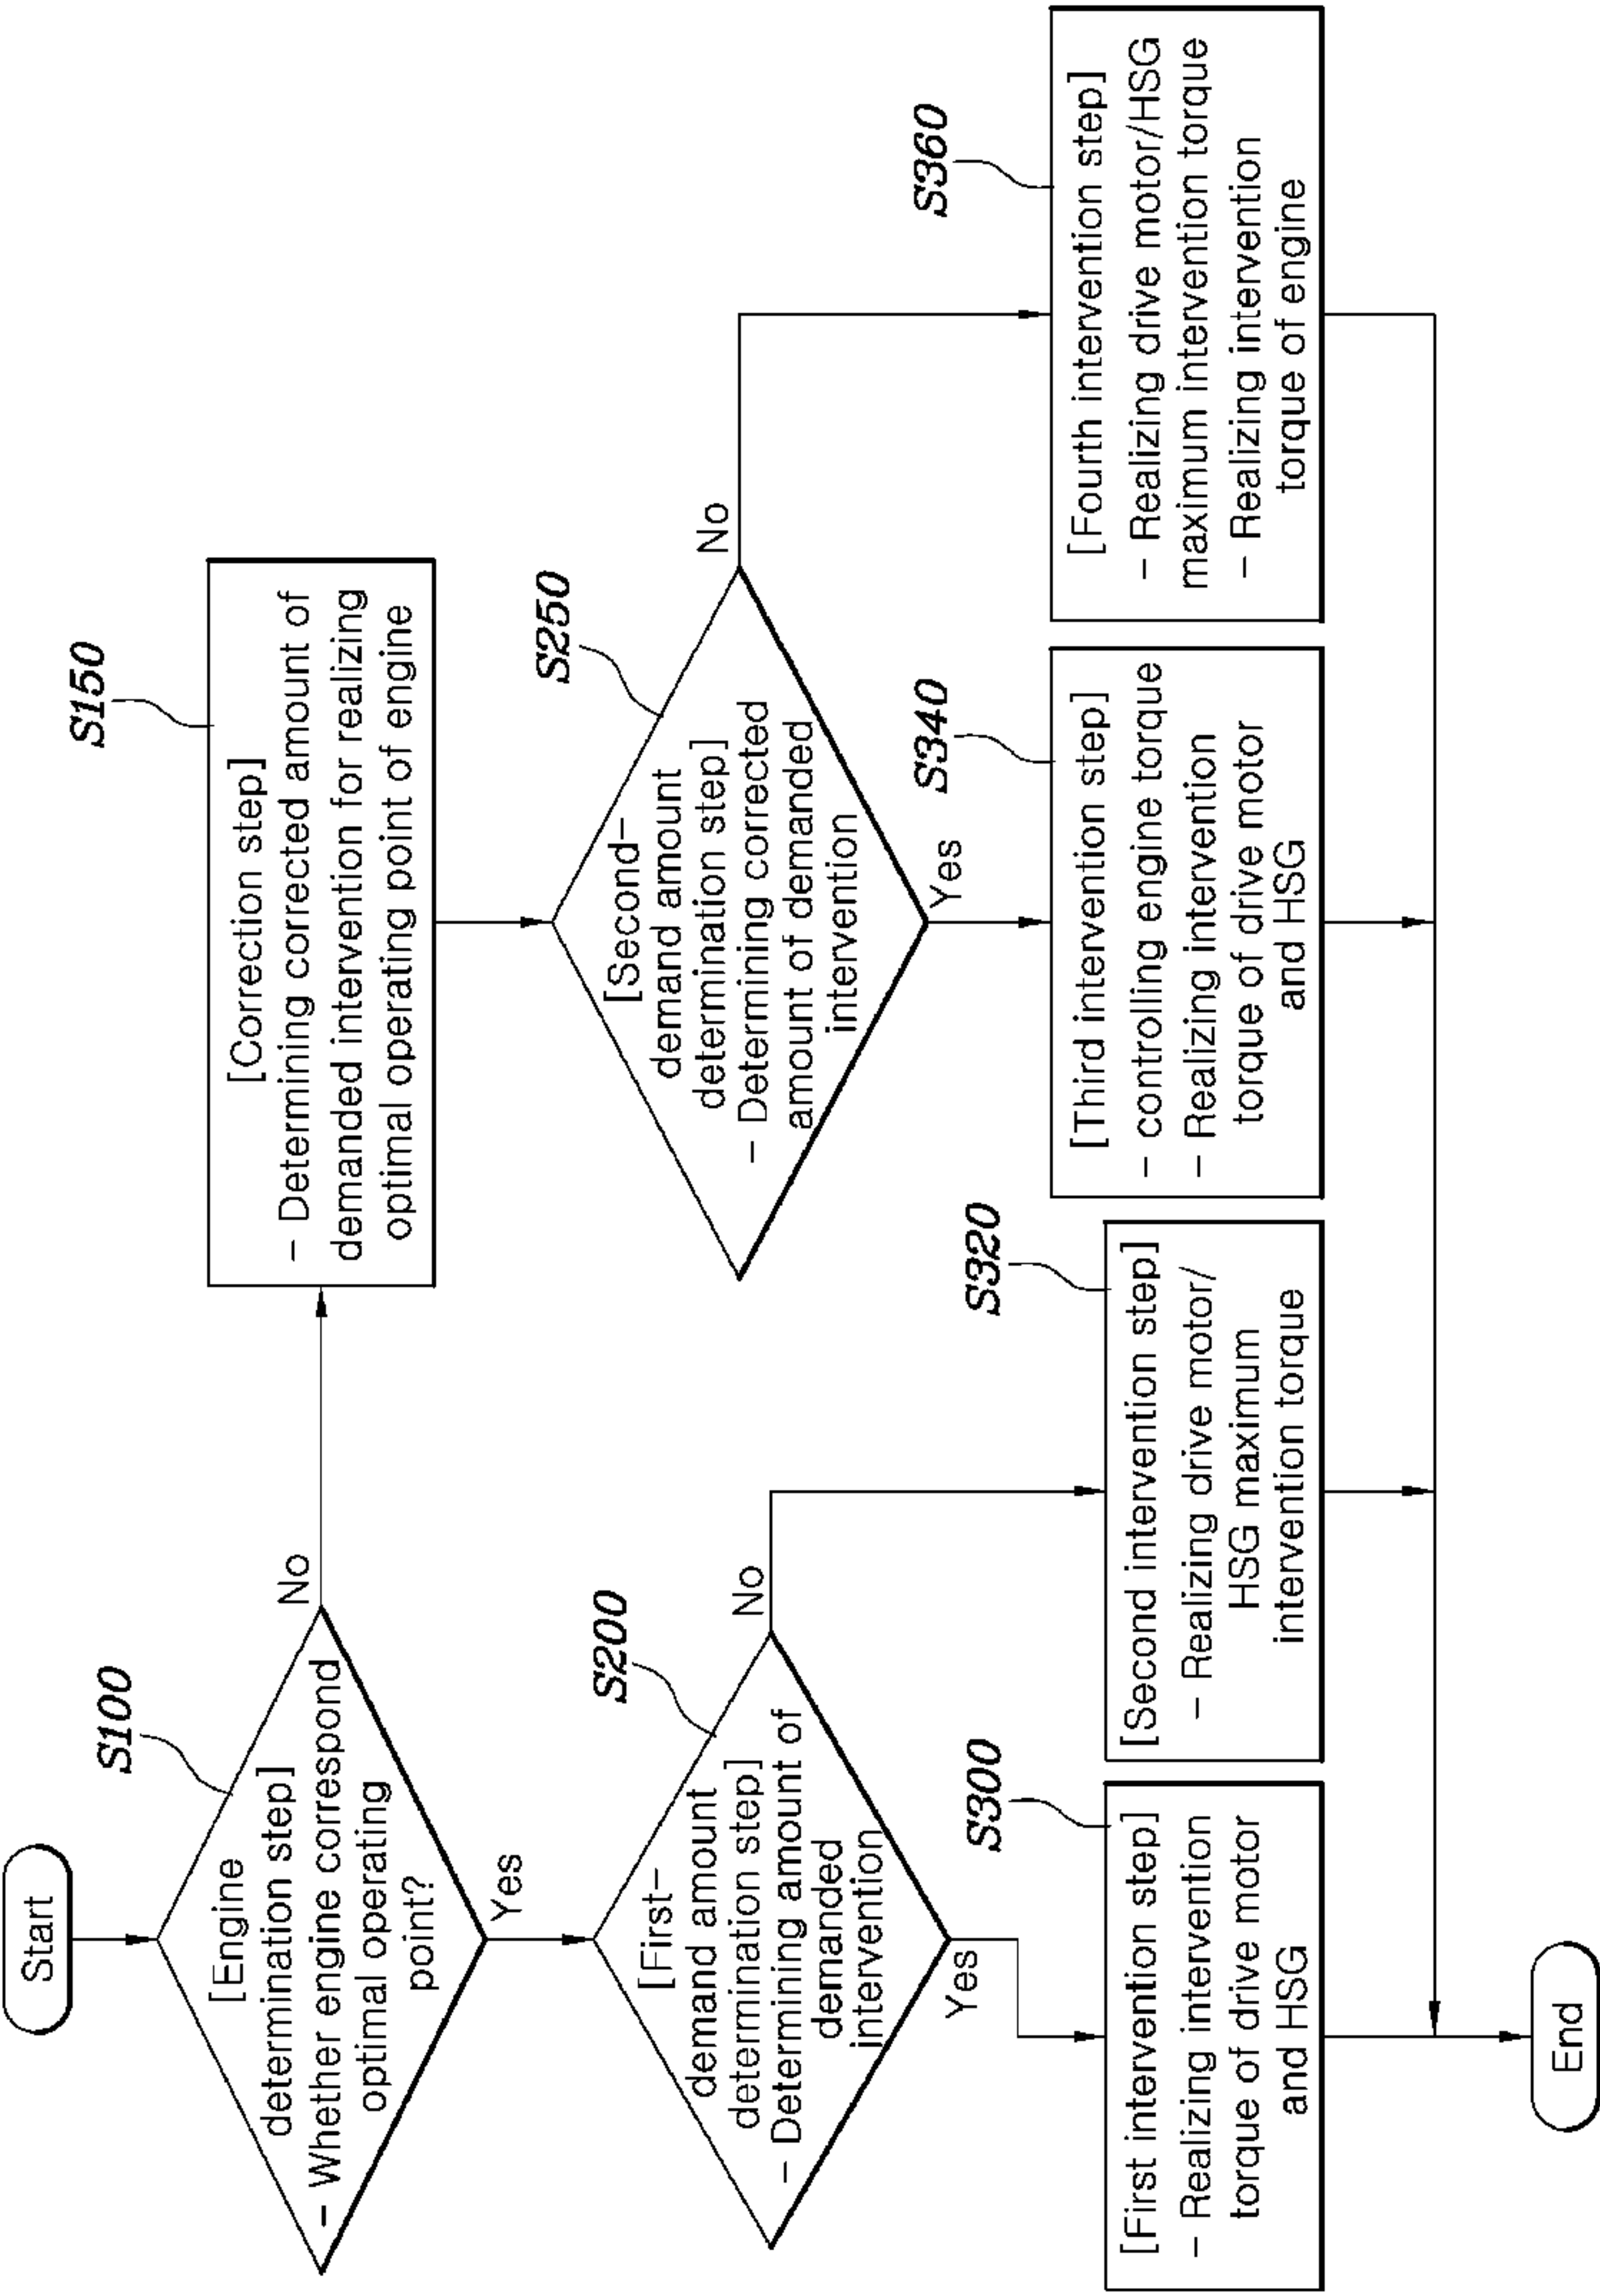 Start
S100
[Engine
determination step]
- Whether engine correspond
optimal operating
point?
No
Yes
S150
[Correction step]
- Determining corrected amount of
demanded intervention for realizing
optimal operating point of engine
S200
[First-
demand amount
determination step]
- Determining amount of
demanded
intervention
No
Yes
S250
[Second-
demand amount
determination step]
- Determining corrected
amount of demanded
intervention
No
Yes
S300
[First intervention step]
- Realizing intervention
torque of drive motor
and HSG
S320
[Second intervention step]
- Realizing drive motor/
HSG maximum
intervention torque
S340
[Third intervention step]
- controlling engine torque
- Realizing intervention
torque of drive motor
and HSG
S360
[Fourth intervention step]
- Realizing drive motor/HSG
maximum intervention torque
- Realizing intervention
torque of engine
End